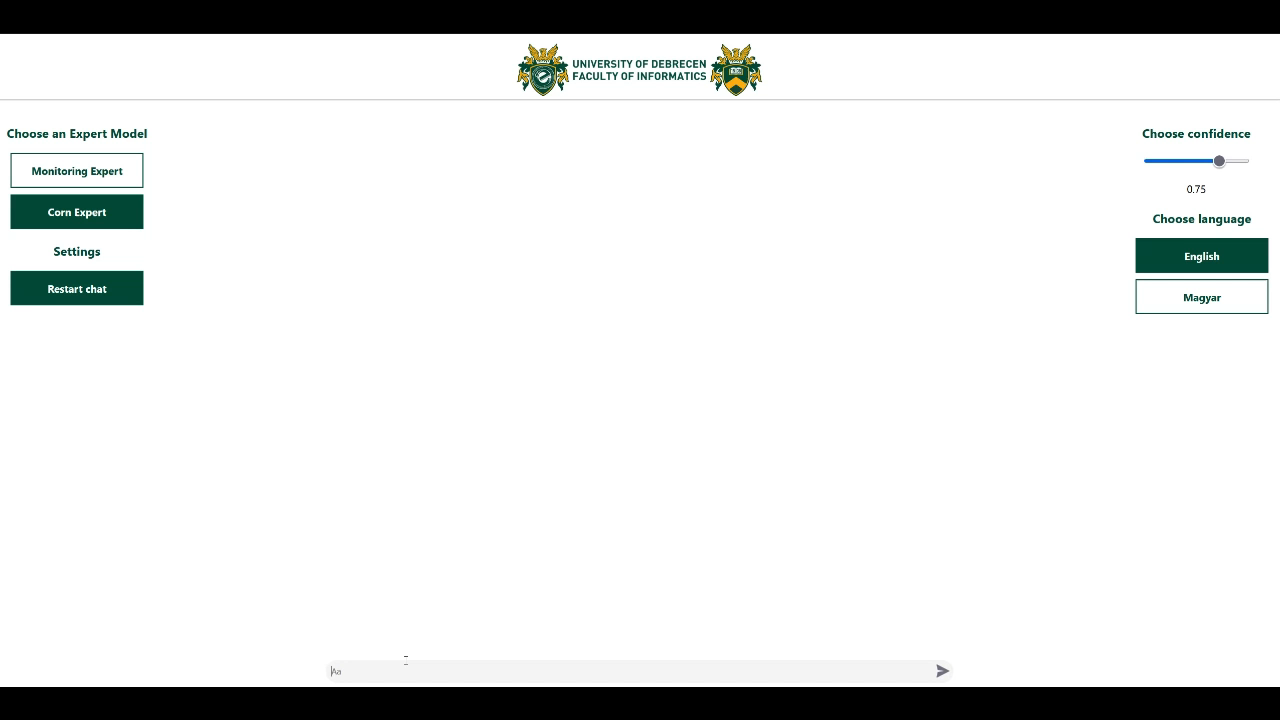 UNIVERSITY OF DEBRECEN
FACULTY OF INFORMATICS
Choose an Expert Model
Monitoring Expert
Corn Expert
Settings
Restart chat
Choose confidence
0.75
Choose language
English
Magyar
Aa